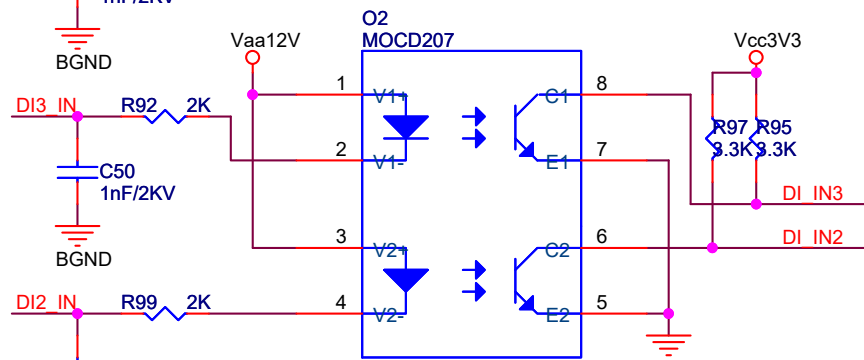 1nF/2KV
BGND
O2
MOCD207
Vaa12V
Vcc3V3
1
V1+
C1
8
DI3_IN
R92
2K
R97
3.3K
R95
3.3K
2
V1-
E1
7
C50
1nF/2KV
DI_IN3
BGND
3
V2+
C2
6
DI_IN2
DI2_IN
R99
2K
4
V2-
E2
5